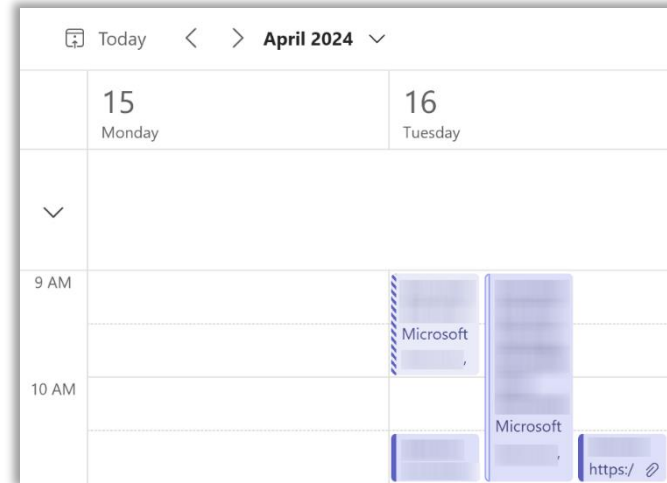 Today April 2024
15 16
Monday Tuesday
9 AM
Microsoft
,
10 AM
Microsoft
,
https:/